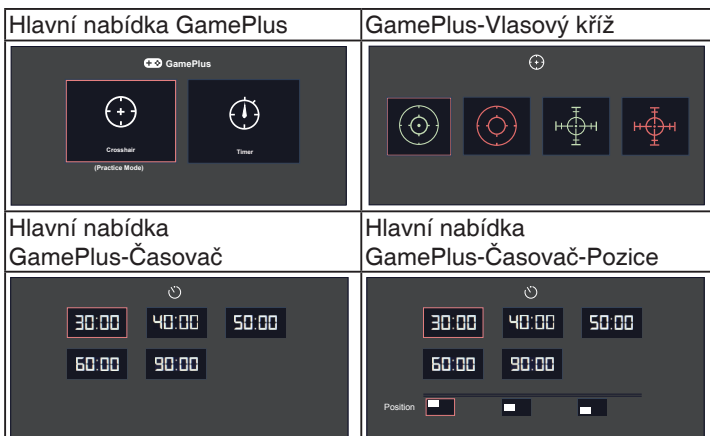 Hlavní nabídka GamePlus
GamePlus-Vlasový kříž
GamePlus
Crosshair
Timer
(Practice Mode)
Hlavní nabídka
GamePlus-Časovač
Hlavní nabídka
GamePlus-Časovač-Pozice
30:00 40:00 50:00
60:00 90:00
30:00 40:00 50:00
60:00 90:00
Position